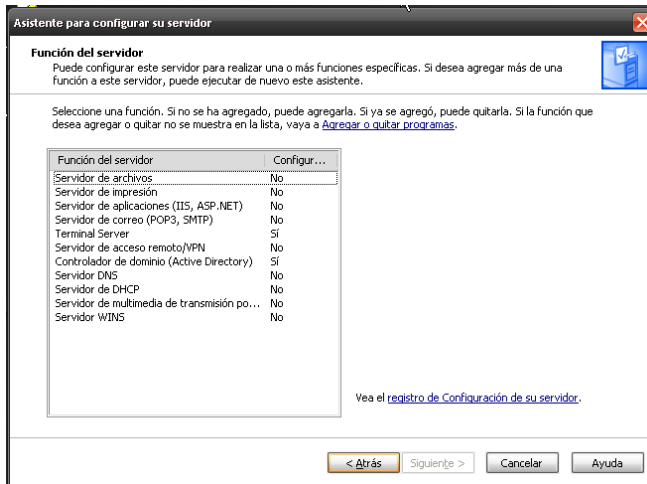 Asistente para configurar su servidor
Función del servidor
Puede configurar este servidor para realizar una o más funciones específicas. Si desea agregar más de una
función a este servidor, puede ejecutar de nuevo este asistente.
Seleccione una función. Si no se ha agregado, puede agregarla. Si ya se agregó, puede quitarla. Si la función que
desea agregar o quitar no se muestra en la lista, vaya a Agregar o quitar programas.
Función del servidor Configur...
Servidor de archivos No
Servidor de impresión No
Servidor de aplicaciones (IIS, ASP.NET) No
Servidor de correo (POP3, SMTP) No
Terminal Server Sí
Servidor de acceso remoto/VPN No
Controlador de dominio (Active Directory) Sí
Servidor DNS No
Servidor de DHCP No
Servidor de multimedia de transmisión po... No
Servidor WINS No
Vea el registro de Configuración de su servidor.
< Atrás Siguiente > Cancelar Ayuda